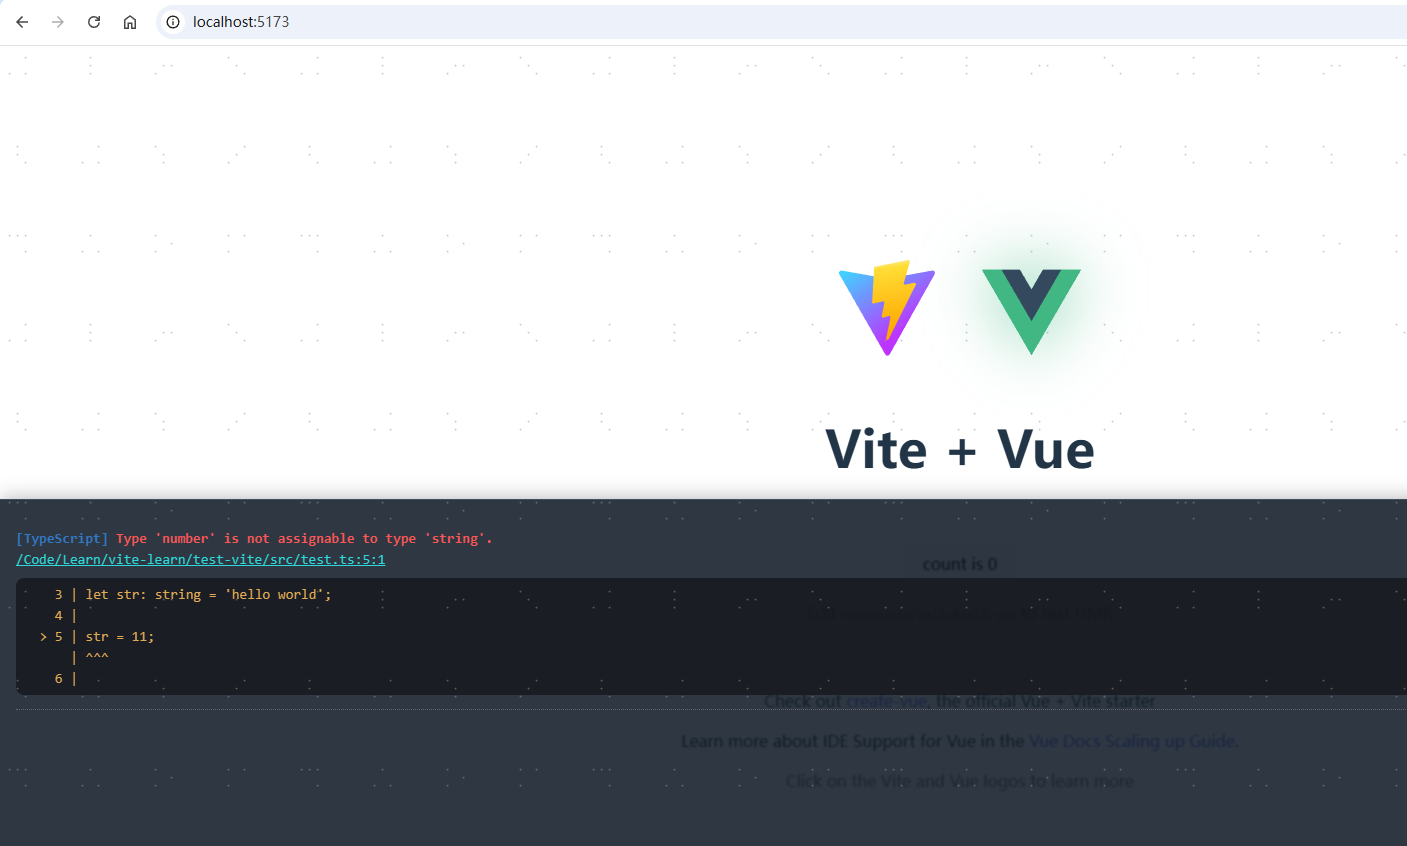 localhost:5173
Vite + Vue
[TypeScript] Type 'number' is not assignable to type 'string'.
/Code/Learn/vite-learn/test-vite/src/test.ts:5:1
count is 0
3 | let str: string = 'hello world';
4 |
> 5 | str = 11;
| ^^^
6 |
Check out create-vue, the official Vue + Vite starter
Learn more about IDE Support for Vue in the Vue Docs Scaling up Guide.
Click on the Vite and Vue logos to learn more